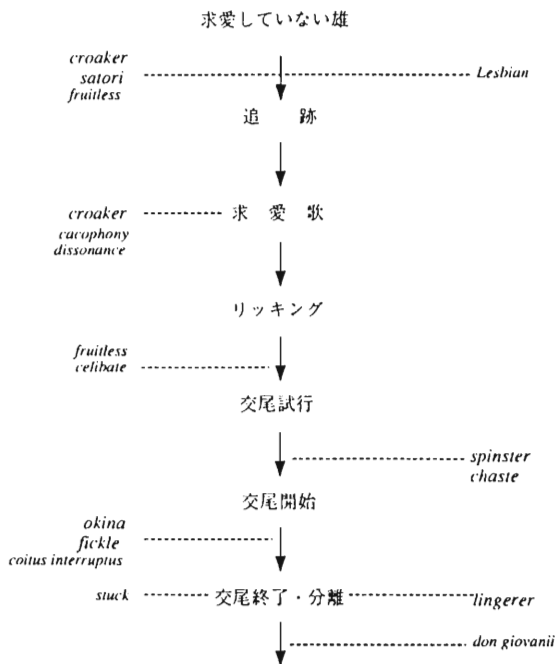 求愛していない雄
croaker
satori
Lesbian
fruitless
追 跡
croaker
求 愛 歌
cacophony
dissonance
リッキング
fruitless
celibate
交尾試行
spinster
chaste
交尾開始
okina
fickle
coitus interruptus
stuck
交尾終了・分離
lingerer
don giovanii